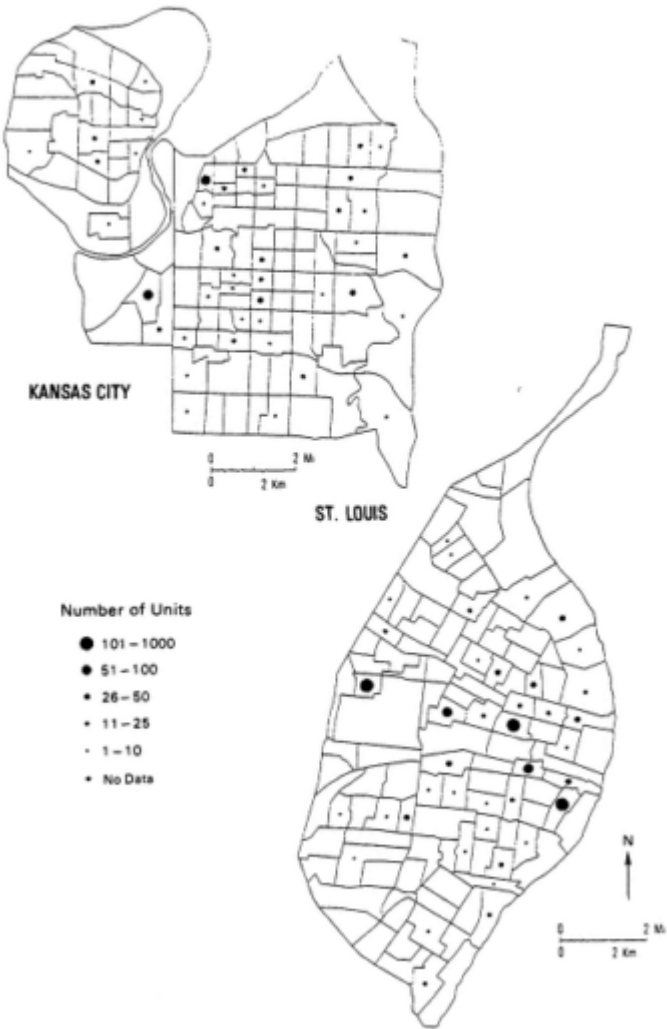 KANSAS CITY
0 2 Mi
0 2 Km
ST. LOUIS
Number of Units
101-1000
51-100
26-50
11-25
1-10
No Data
N
0 2 Mi
0 2 Km